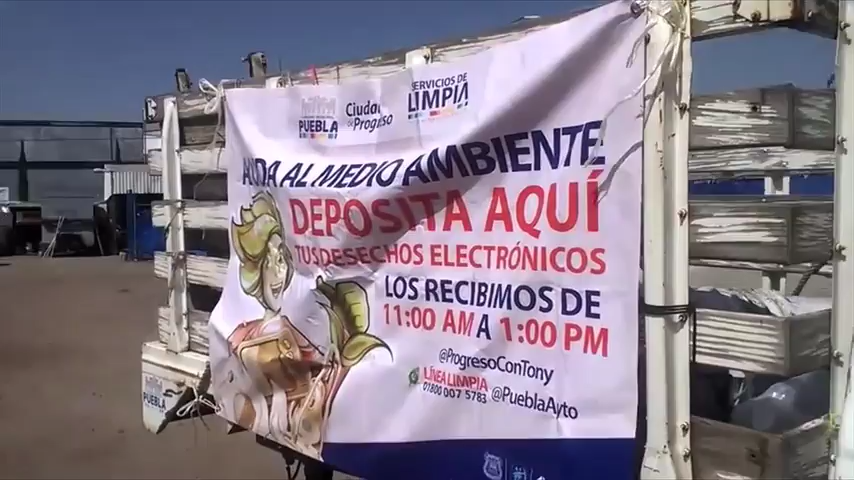 PUEBLA
Ciudad
de Progreso
SERVICIOS DE
LIMPIA
AYUDA AL MEDIO AMBIENTE
DEPOSITA AQUÍ
TUS DESECHOS ELECTRÓNICOS
LOS RECIBIMOS DE
11:00 AM A 1:00 PM
@ProgresoConTony
LÍNEA LIMPIA
01800 007 5783
@PueblaAyto
PUEBLA